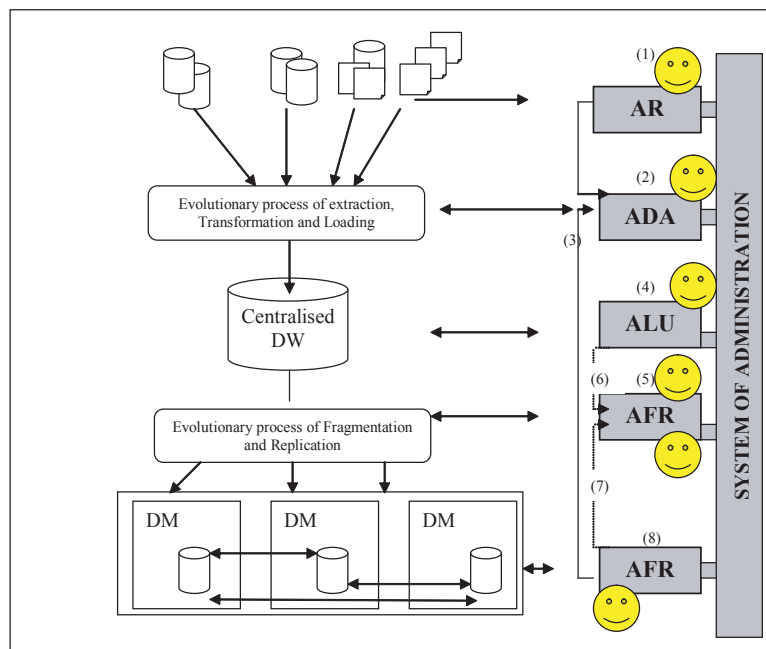 (1)
AR
(2)
Evolutionary process of extraction,
Transformation and Loading
ADA
(3)
(4)
Centralised
DW
ALU
(6)
(5)
Evolutionary process of Fragmentation
and Replication
AFR
(7)
DM
DM
DM
(8)
AFR
SYSTEM OF ADMINISTRATION